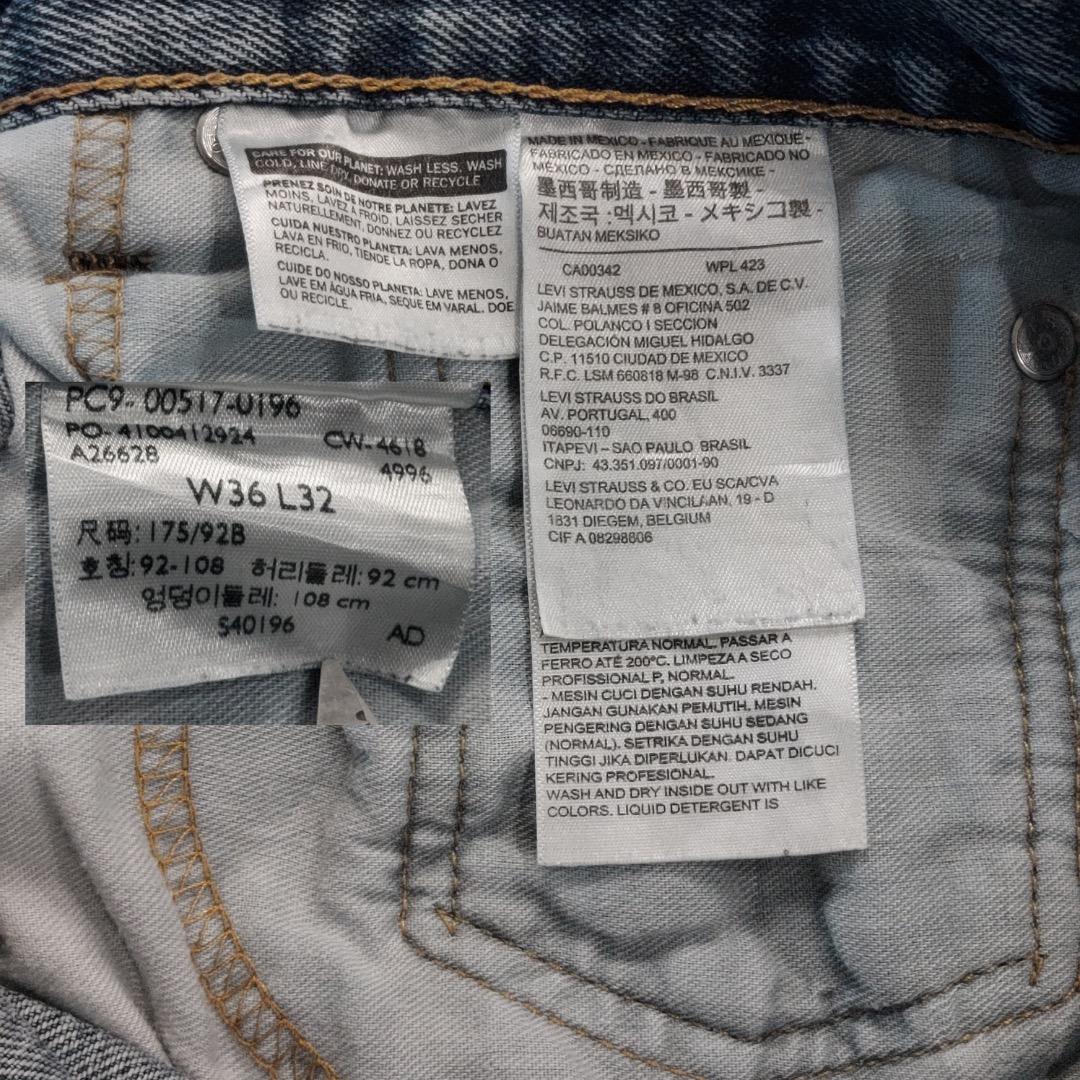 CARE FOR OUR PLANET: WASH LESS, WASH
COLD, LINE DRY, DONATE OR RECYCLE
PRENEZ SOIN DE NOTRE PLANETE: LAVEZ
MOINS, LAVEZ À FROID, LAISSEZ SECHER
NATURELLEMENT, DONNEZ OU RECYCLEZ
CUIDA NUESTRO PLANETA: LAVA MENOS,
LAVA EN FRIO, TIENDE LA ROPA, DONA O
RECICLA.
CUIDE DO NOSSO PLANETA: LAVE MENOS,
LAVE EM ÁGUA FRIA, SEQUE EM VARAL. DOE
OU RECICLE.
MADE IN MEXICO - FABRIQUE AU MEXIQUE -
FABRICADO EN MEXICO - FABRICADO NO
MÉXICO - СДЕЛАНО В МЕКСИКЕ -
墨西哥制造 - 墨西哥製 -
제조국 :멕시코 - メキシコ製 -
BUATAN MEKSIKO
CA00342 WPL 423
LEVI STRAUSS DE MEXICO, S.A. DE C.V.
JAIME BALMES # 8 OFICINA 502
COL. POLANCO I SECCION
DELEGACIÓN MIGUEL HIDALGO
C.P. 11510 CIUDAD DE MEXICO
R.F.C. LSM 660818 M-98 C.N.I.V. 3337
LEVI STRAUSS DO BRASIL
AV. PORTUGAL, 400
06690-110
ITAPEVI – SAO PAULO BRASIL
CNPJ: 43.351.097/0001-90
LEVI STRAUSS & CO. EU SCA/CVA
LEONARDO DA VINCILAAN, 19 - D
1831 DIEGEM, BELGIUM
CIF A 08298606
TEMPERATURA NORMAL. PASSAR A
FERRO ATÉ 200ºC. LIMPEZA A SECO
PROFISSIONAL P, NORMAL.
- MESIN CUCI DENGAN SUHU RENDAH.
JANGAN GUNAKAN PEMUTIH. MESIN
PENGERING DENGAN SUHU SEDANG
(NORMAL). SETRIKA DENGAN SUHU
TINGGI JIKA DIPERLUKAN. DAPAT DICUCI
KERING PROFESIONAL.
WASH AND DRY INSIDE OUT WITH LIKE
COLORS. LIQUID DETERGENT IS
PC9- 00517-0196
PO-4100412924 CW-4618
A26628 4996
W36 L32
尺码: 175/92B
호칭: 92-108 허리둘레: 92 cm
엉덩이둘레: 108 cm
S40196 AD